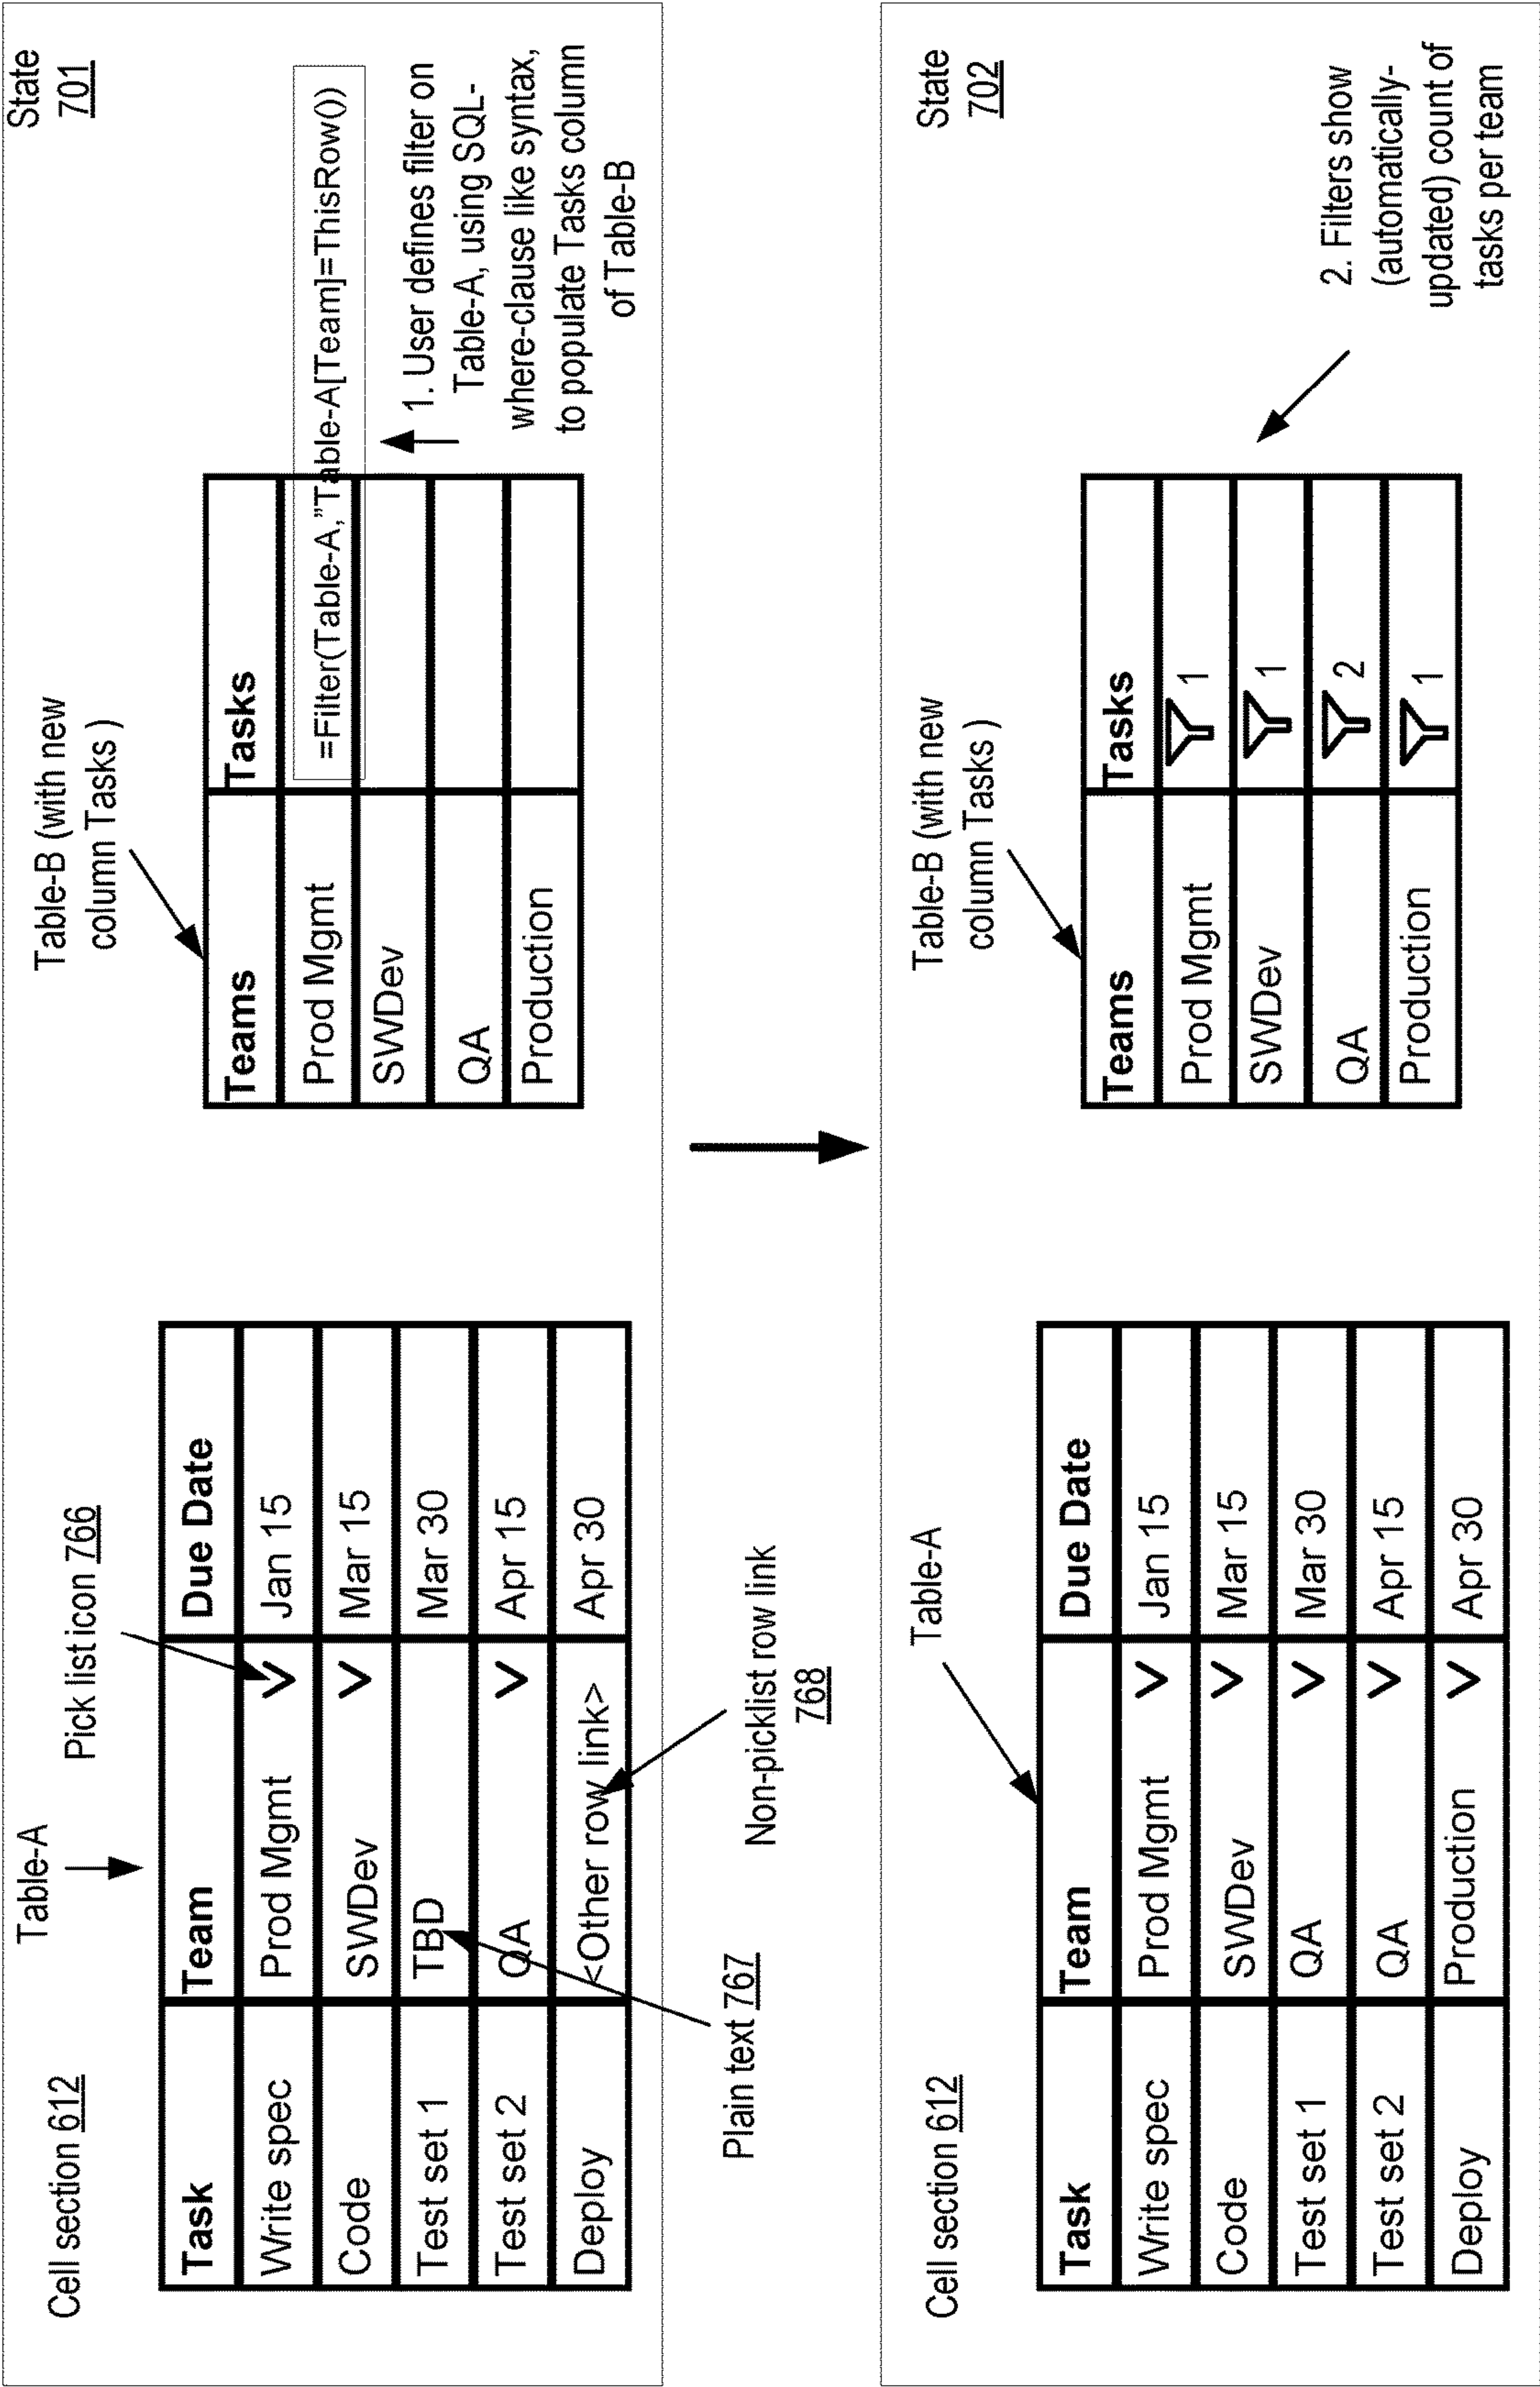 State
701
Cell section 612
Table-A
Pick list icon 766
Task Team Due Date
Write spec Prod Mgmt Jan 15
Code SWDev Mar 15
Test set 1 TBD Mar 30
Test set 2 QA Apr 15
Deploy <Other row link> Apr 30
Plain text 767
Non-picklist row link
768
Table-B (with new
column Tasks )
Teams Tasks
Prod Mgmt
=Filter(Table-A,”Table-A[Team]=ThisRow())
SWDev
QA
Production
1. User defines filter on
Table-A, using SQL-
where-clause like syntax,
to populate Tasks column
of Table-B
State
702
Cell section 612
Table-A
Task Team Due Date
Write spec Prod Mgmt Jan 15
Code SWDev Mar 15
Test set 1 QA Mar 30
Test set 2 QA Apr 15
Deploy Production Apr 30
Table-B (with new
column Tasks )
Teams Tasks
Prod Mgmt 1
SWDev 1
QA 2
Production 1
2. Filters show
(automatically-
updated) count of
tasks per team